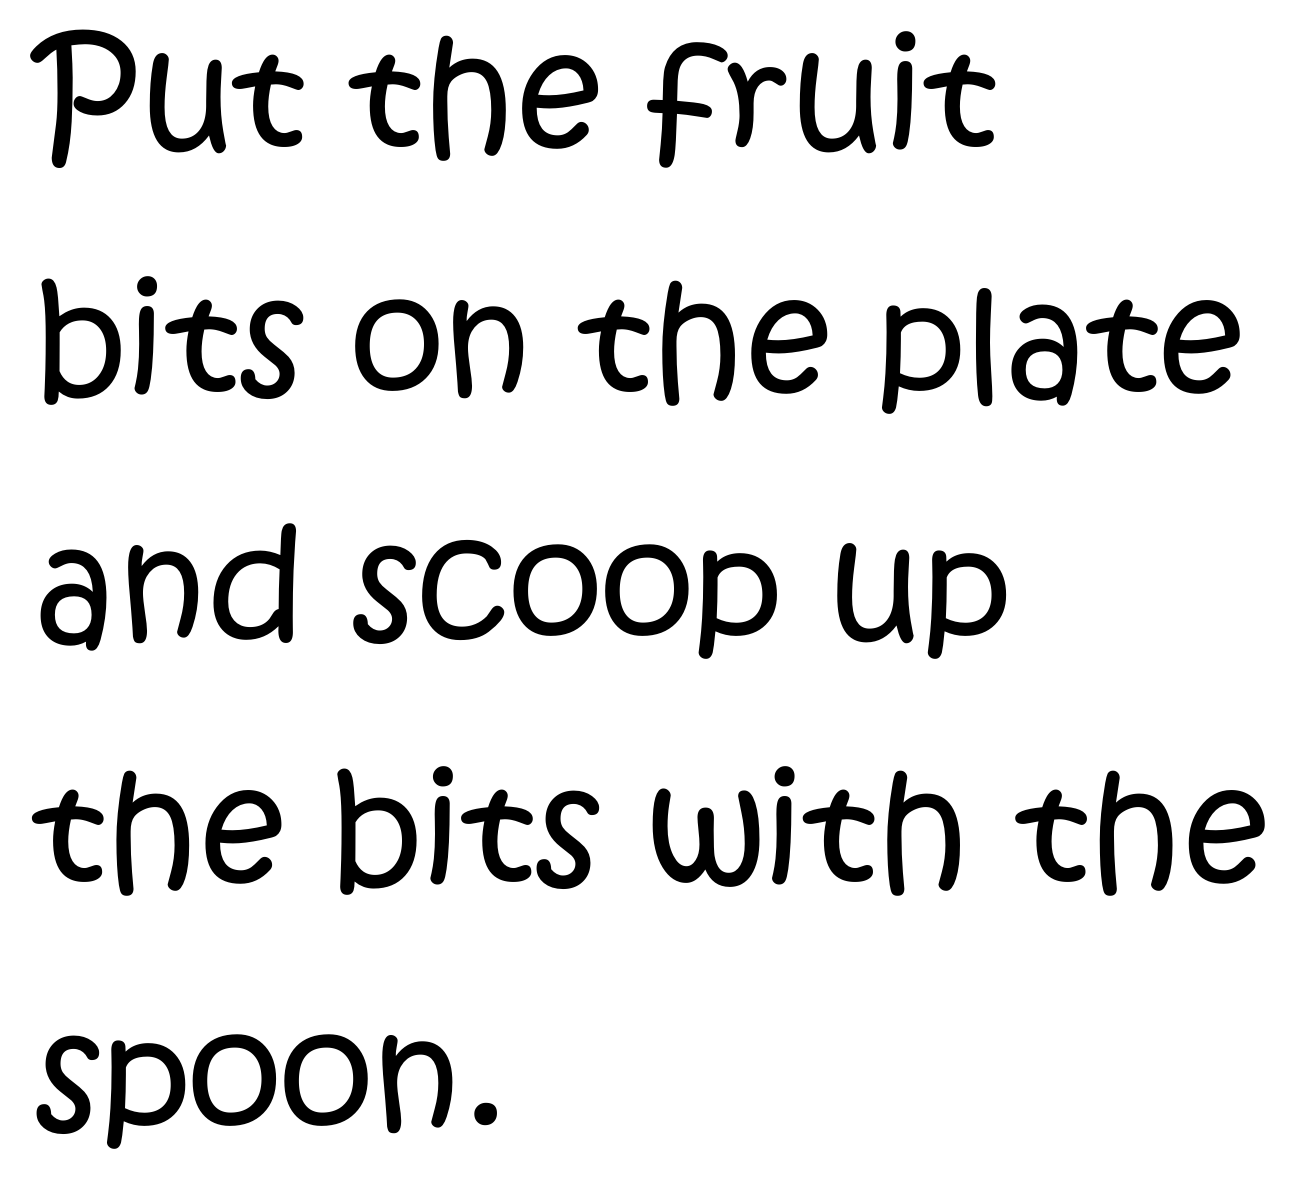 Put the fruit
bits on the plate
and scoop up
the bits with the
spoon.